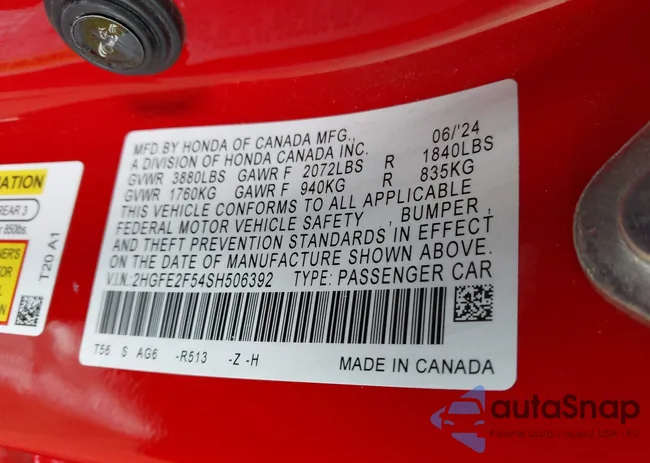 MFD.BY HONDA OF CANADA MFG., 06/'24
A DIVISION OF HONDA CANADA INC.
GVWR 3880LBS GAWR F 2072LBS R 1840LBS
GVWR 1760KG GAWR F 940KG R 835KG
THIS VEHICLE CONFORMS TO ALL APPLICABLE
FEDERAL MOTOR VEHICLE SAFETY , BUMPER ,
AND THEFT PREVENTION STANDARDS IN EFFECT
ON THE DATE OF MANUFACTURE SHOWN ABOVE.
V.I.N.:2HGFE2F54SH506392 TYPE: PASSENGER CAR
T56 S AG6 -R513 -Z -H MADE IN CANADA
REAR 3
T20 A1
autoSnap